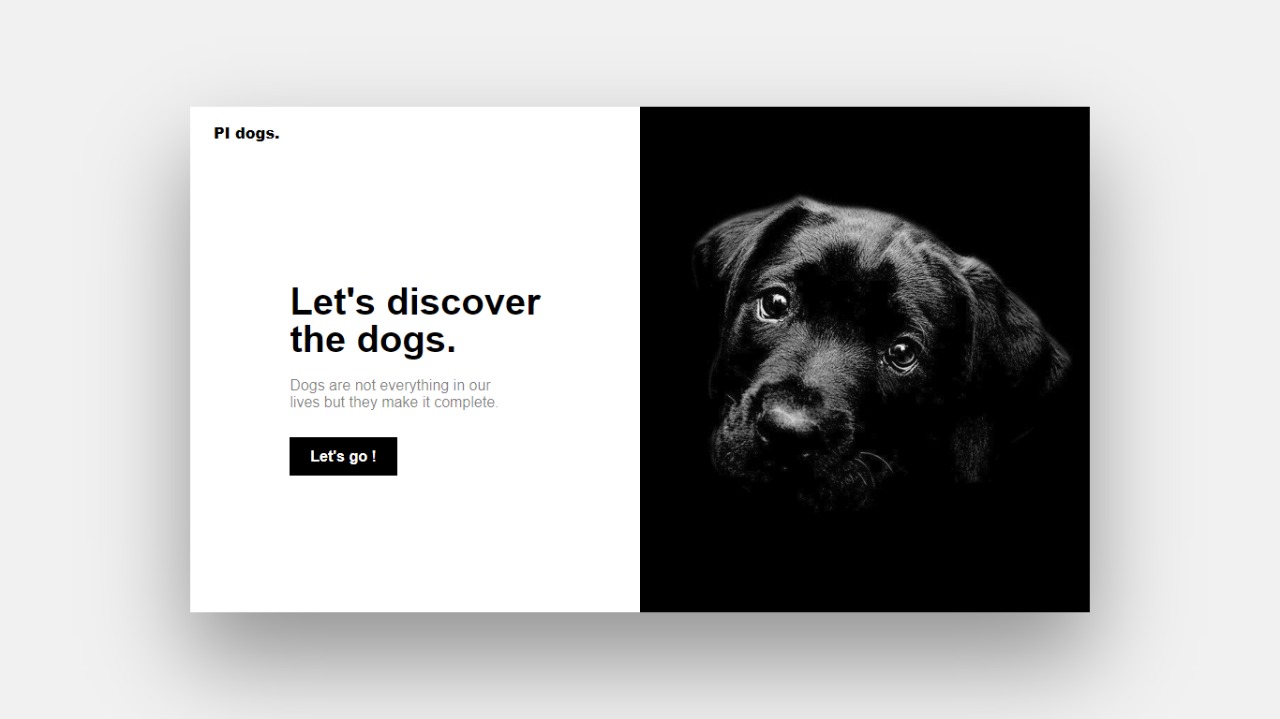 PI dogs.
Let's discover
the dogs.
Dogs are not everything in our
lives but they make it complete.
Let's go !